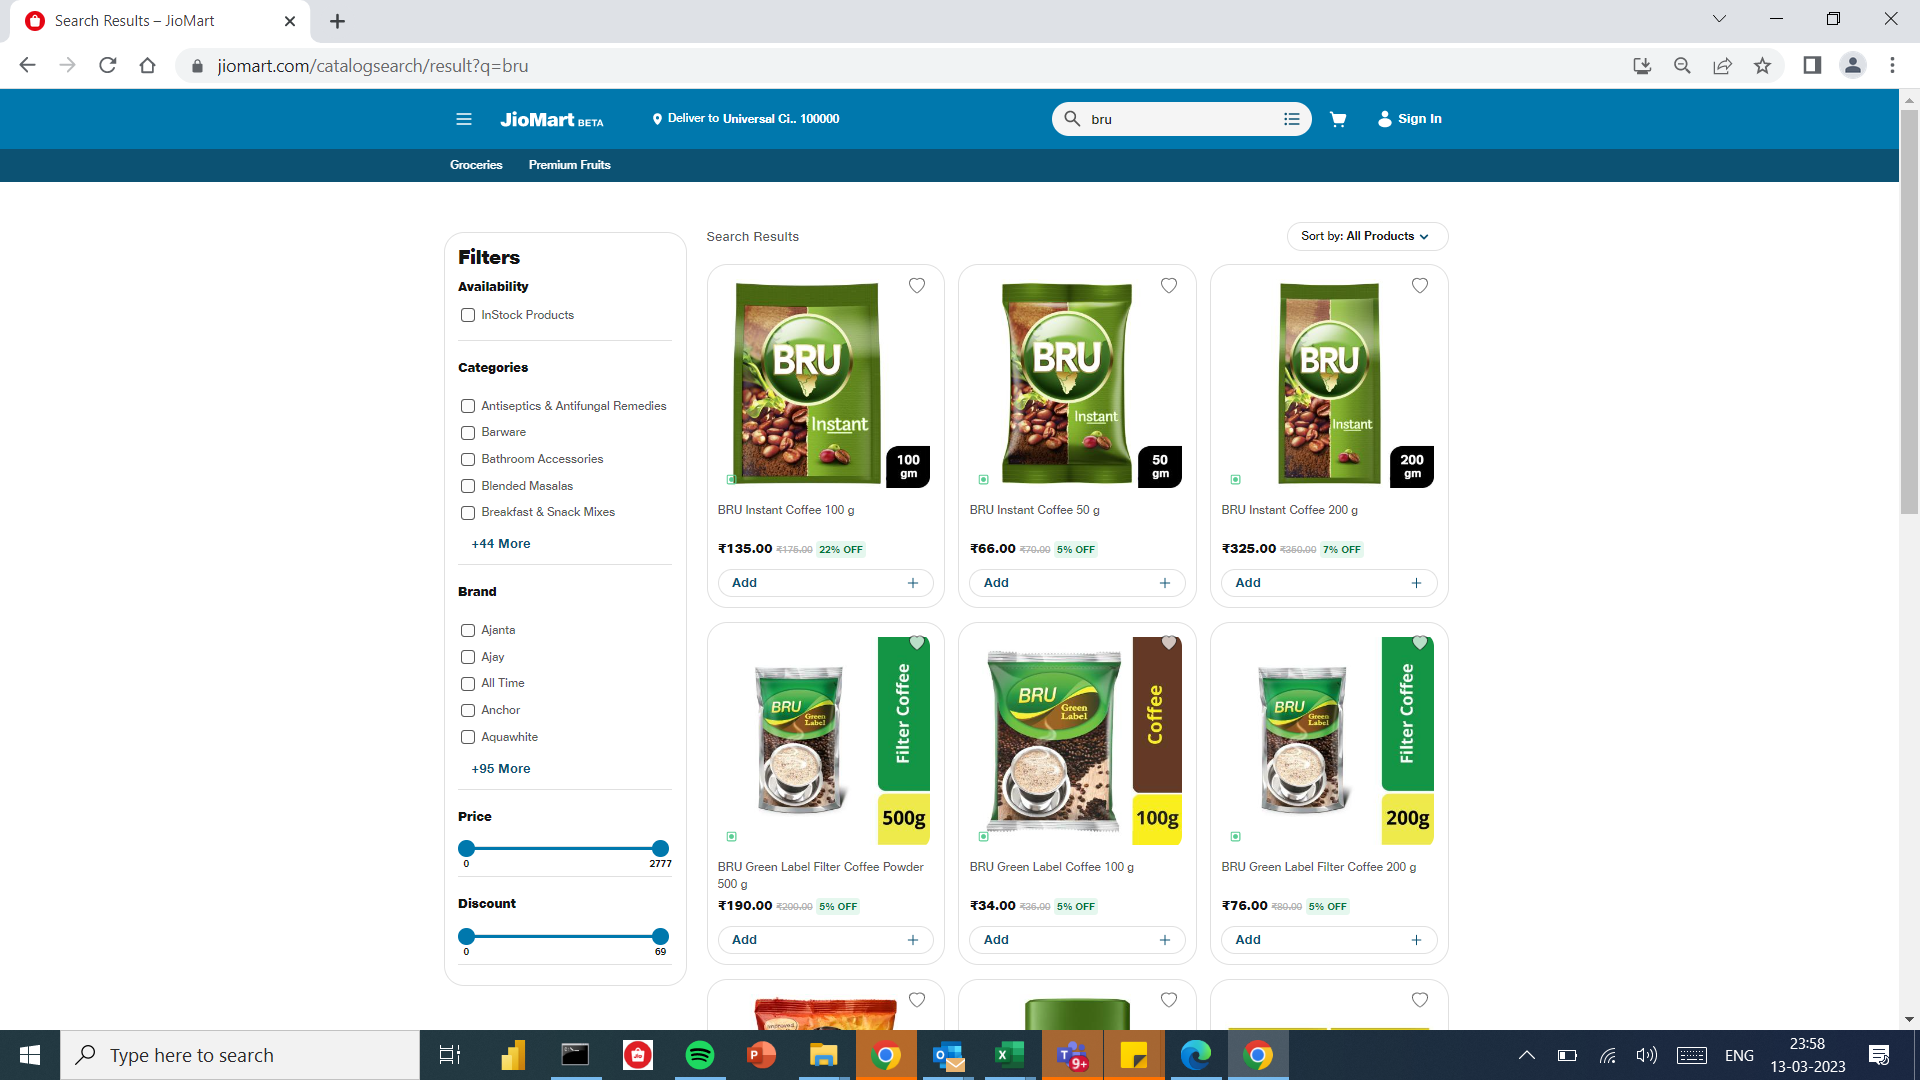 Search Results – JioMart
jiomart.com/catalogsearch/result?q=bru
JioMart BETA
Deliver to Universal Ci.. 100000
bru
Sign In
Groceries
Premium Fruits
Filters
Availability
InStock Products
Categories
Antiseptics & Antifungal Remedies
Barware
Bathroom Accessories
Blended Masalas
Breakfast & Snack Mixes
+44 More
Brand
Ajanta
Ajay
All Time
Anchor
Aquawhite
+95 More
Price
0
2777
Discount
0
69
Search Results
Sort by: All Products
BRU
Instant
100
gm
BRU Instant Coffee 100 g
₹135.00 ₹175.00 22% OFF
Add +
BRU
Instant
50
gm
BRU Instant Coffee 50 g
₹66.00 ₹70.00 5% OFF
Add +
BRU
Instant
200
gm
BRU Instant Coffee 200 g
₹325.00 ₹350.00 7% OFF
Add +
BRU
Green
Label
Filter Coffee
500g
BRU Green Label Filter Coffee Powder
500 g
₹190.00 ₹200.00 5% OFF
Add +
BRU
Green
Label
Coffee
100g
BRU Green Label Coffee 100 g
₹34.00 ₹36.00 5% OFF
Add +
BRU
Green
Label
Filter Coffee
200g
BRU Green Label Filter Coffee 200 g
₹76.00 ₹80.00 5% OFF
Add +
Type here to search
9+
ENG
23:58
13-03-2023